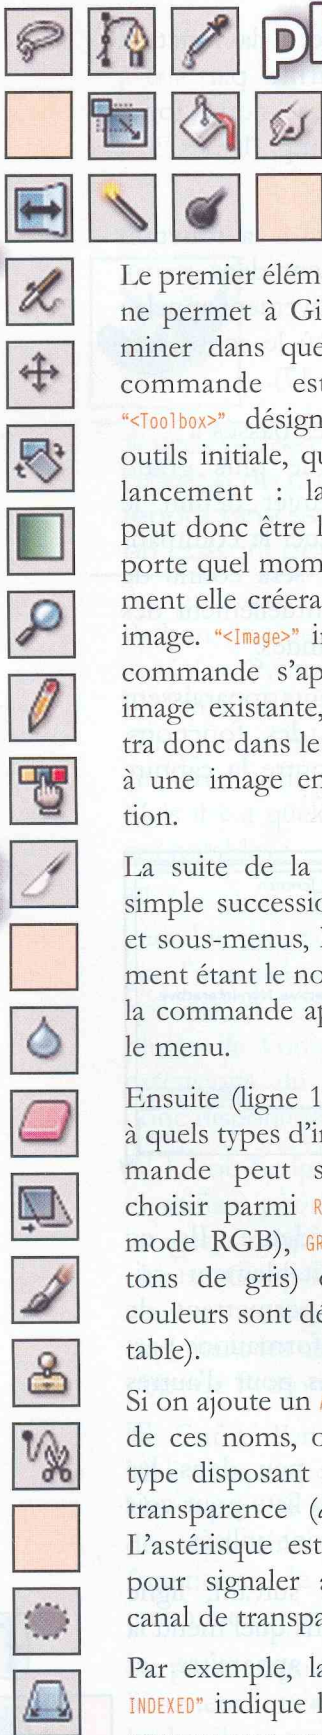 Le premier élém
ne permet à Gi
miner dans que
commande est
"<Toolbox>" désign
outils initiale, qu
lancement : la
peut donc être l
porte quel mom
ment elle créera
image. "<Image>" i
commande s'ap
image existante,
tra donc dans le
à une image en
tion.
La suite de la
simple successio
et sous-menus, l
ment étant le no
la commande ap
le menu.
Ensuite (ligne 1
à quels types d'i
mande peut s
choisir parmi R
mode RGB), GR
tons de gris)
couleurs sont dé
table).
Si on ajoute un A
de ces noms, o
type disposant
transparence (
L'astérisque est
pour signaler a
canal de transpa
Par exemple, la
INDEXED" indique l